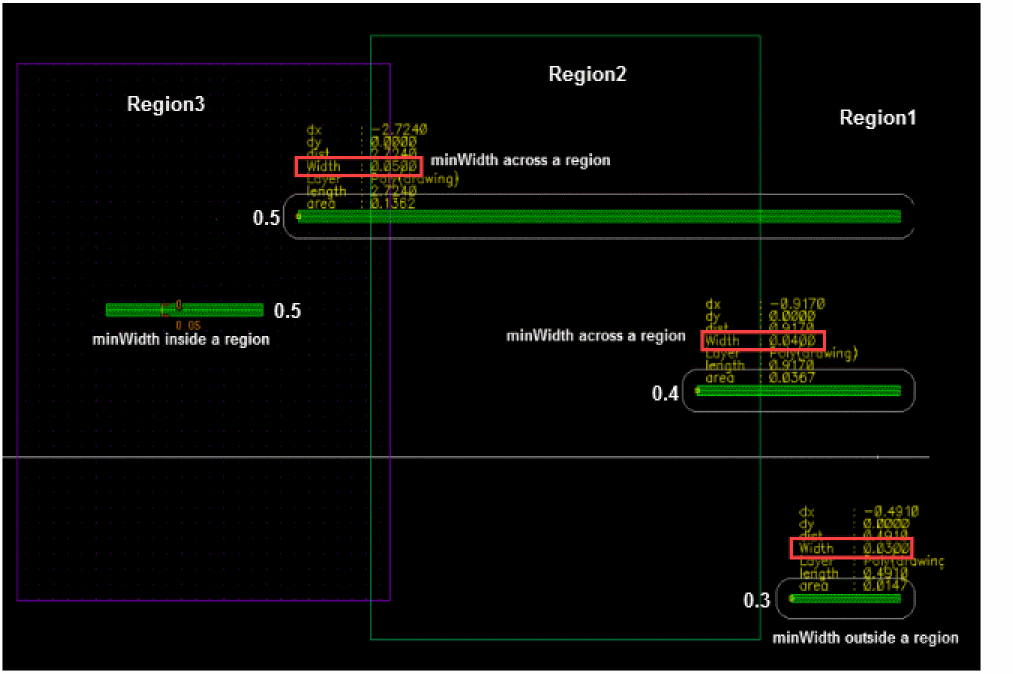 Region2
Region3
Region1
dx : -2.7240
dy : 0.0000
dist : 2.7240
minWidth across a region
Width : 0.0500
Layer : Poly(drawing)
length : 2.7240
area : 0.1362
0.5
0
0.5
0 05
minWidth inside a region
dx : -0.9170
dy : 0.0000
dist : 0.9170
minWidth across a region
Width : 0.0400
Layer : Poly(drawing)
length : 0.9170
area : 0.0367
0.4
dx : -0.4910
dy : 0.0000
dist : 0.4910
Width : 0.0300
Layer : Poly(drawing
length : 0.4910
area : 0.0147
0.3
minWidth outside a region